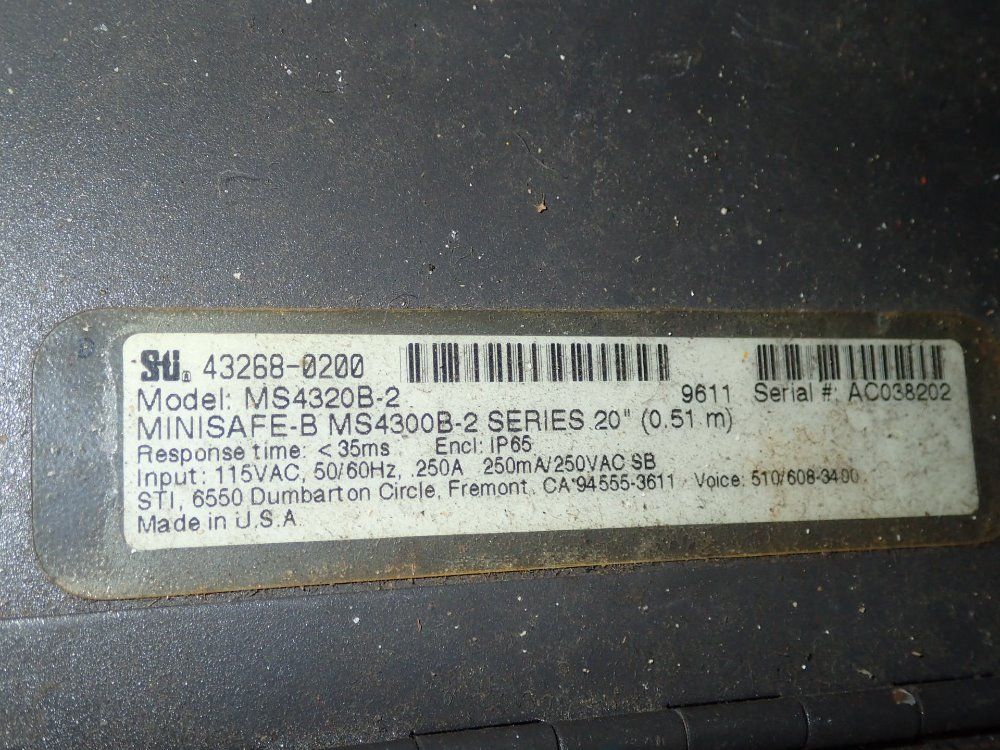 STI® 43268-0200
Model: MS4320B-2 9611 Serial #: AC038202
MINISAFE-B MS4300B-2 SERIES 20" (0.51 m)
Response time: < 35ms Encl: IP65
Input: 115VAC, 50/60Hz, .250A 250mA/250VAC SB
STI, 6550 Dumbarton Circle, Fremont, CA 94555-3611 Voice: 510/608-3400
Made in U.S.A